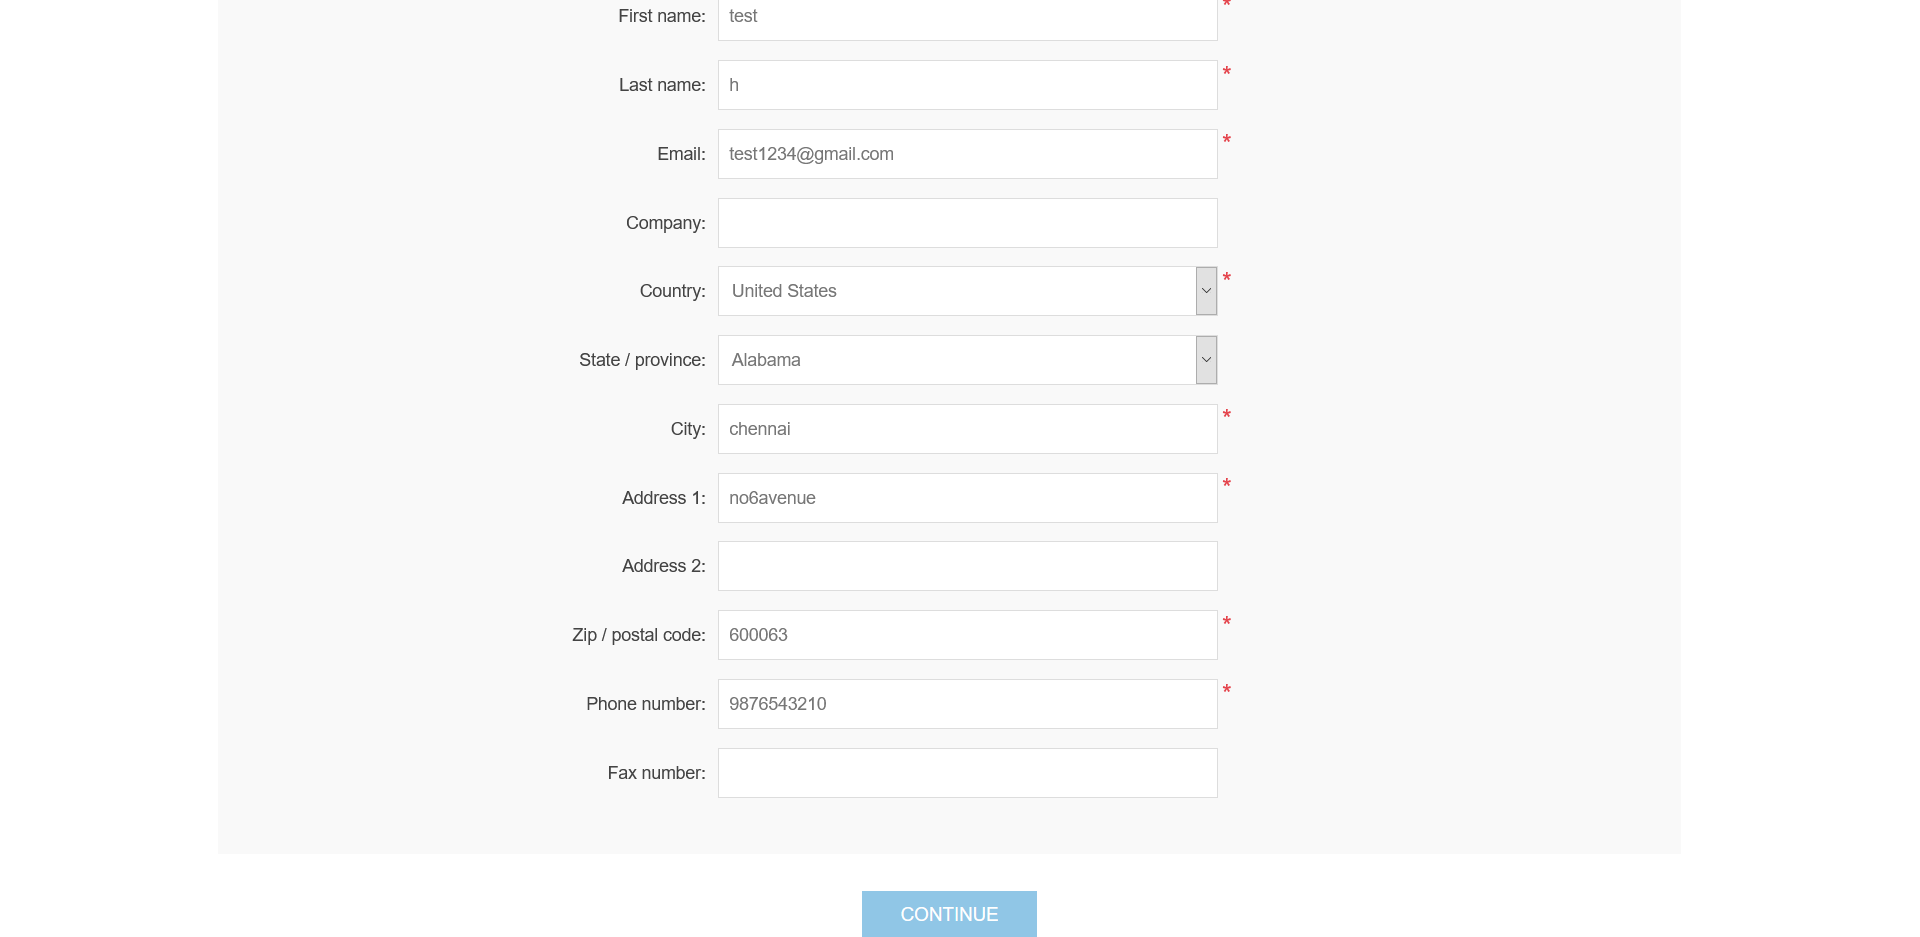 First name: test *
Last name: h *
Email: test1234@gmail.com *
Company:
Country: United States *
State / province: Alabama
City: chennai *
Address 1: no6avenue *
Address 2:
Zip / postal code: 600063 *
Phone number: 9876543210 *
Fax number:
CONTINUE